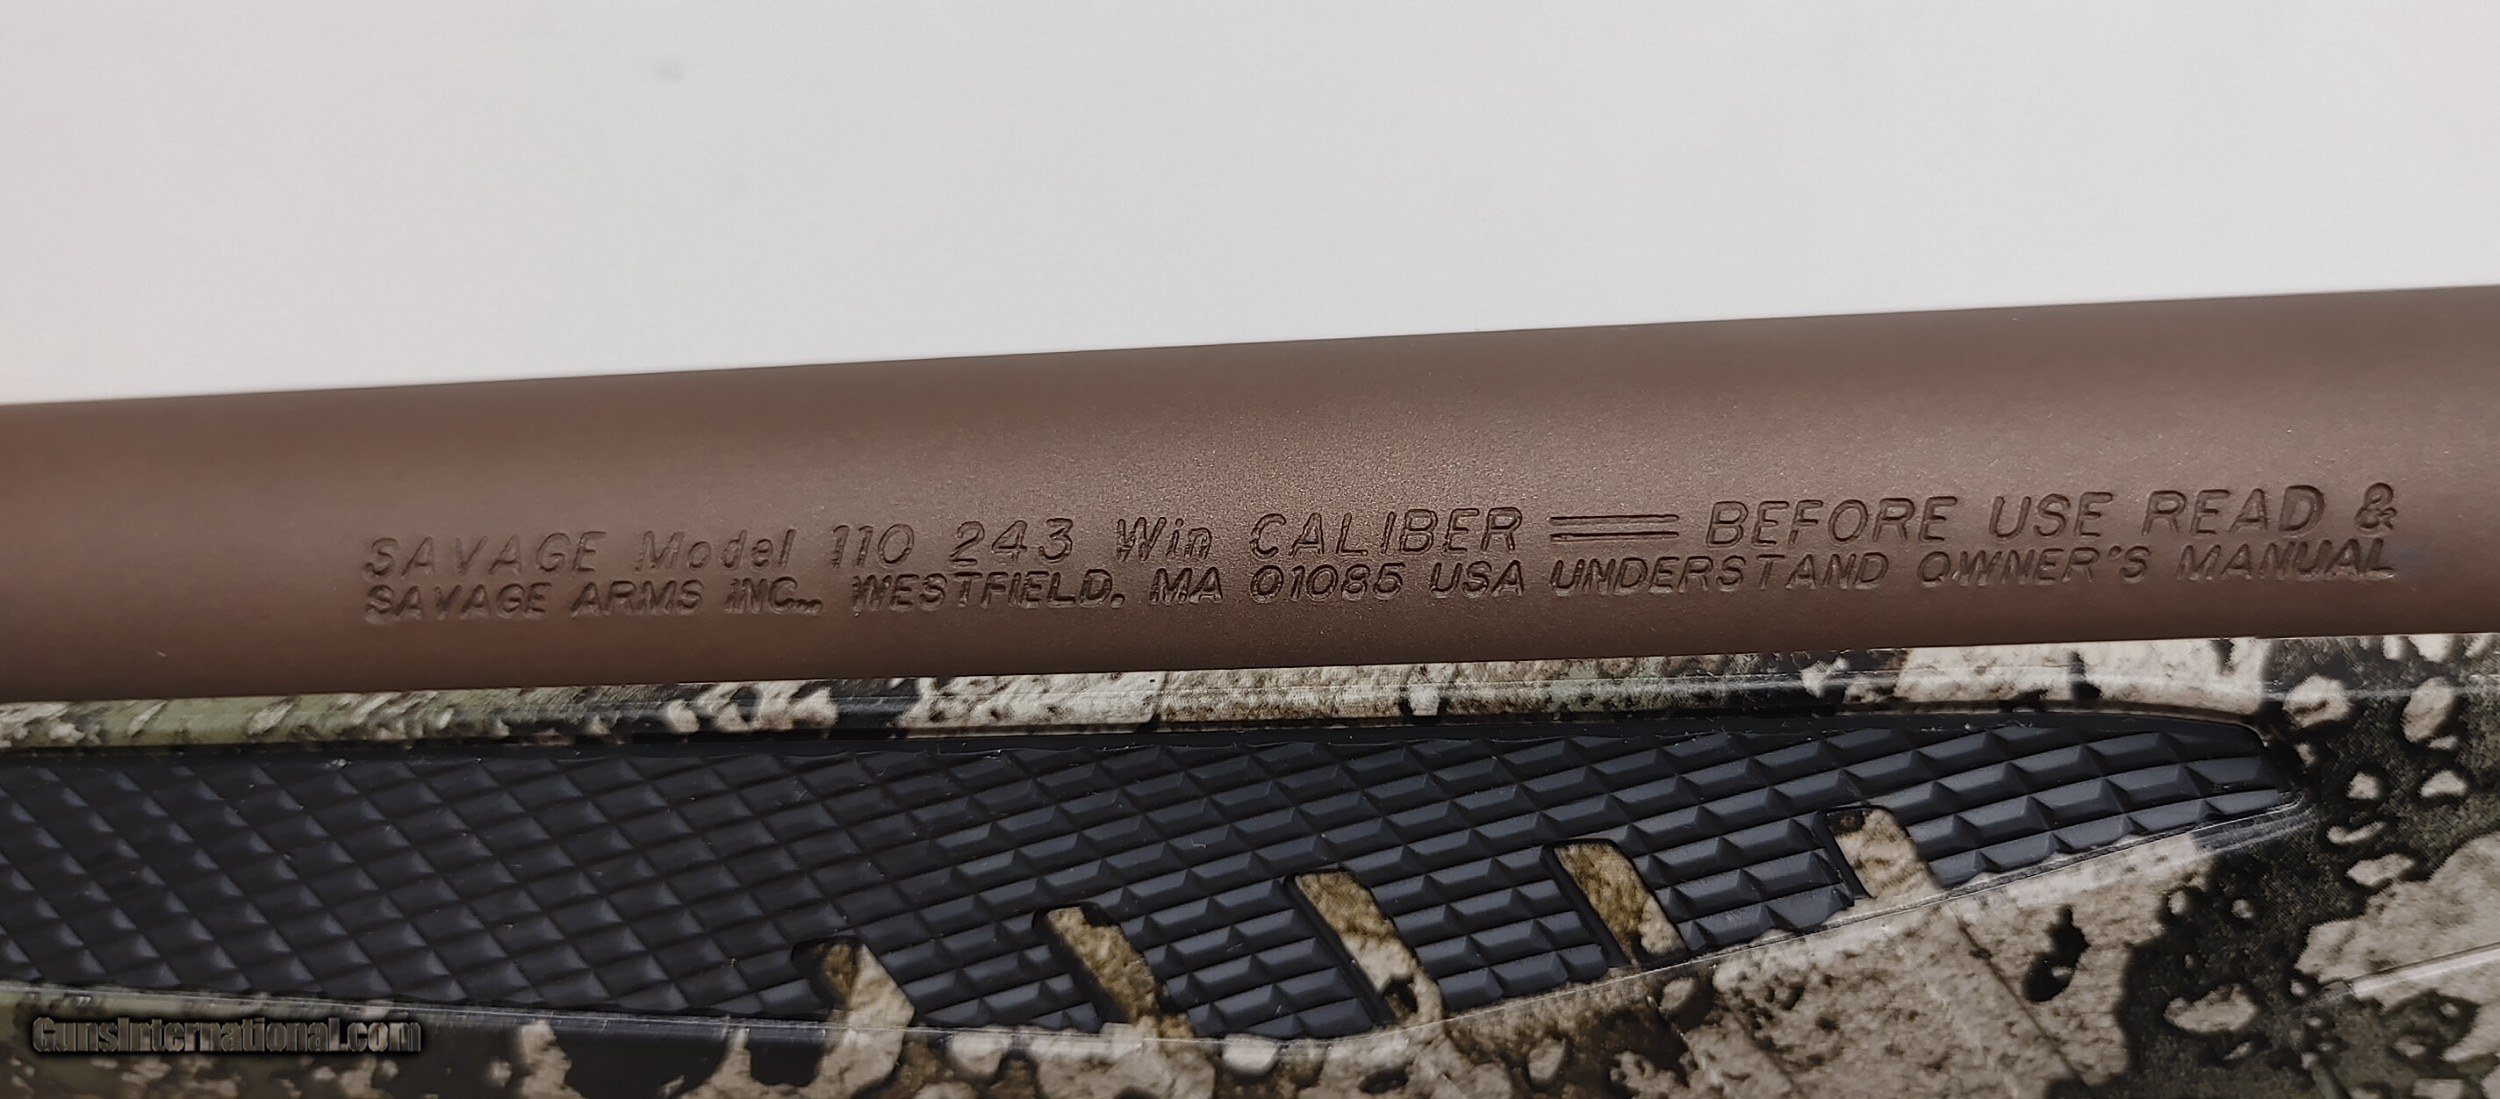 SAVAGE Model 110 243 Win CALIBER ══ BEFORE USE READ &
SAVAGE ARMS INC., WESTFIELD, MA 01085 USA UNDERSTAND OWNER'S MANUAL
GunsInternational.com